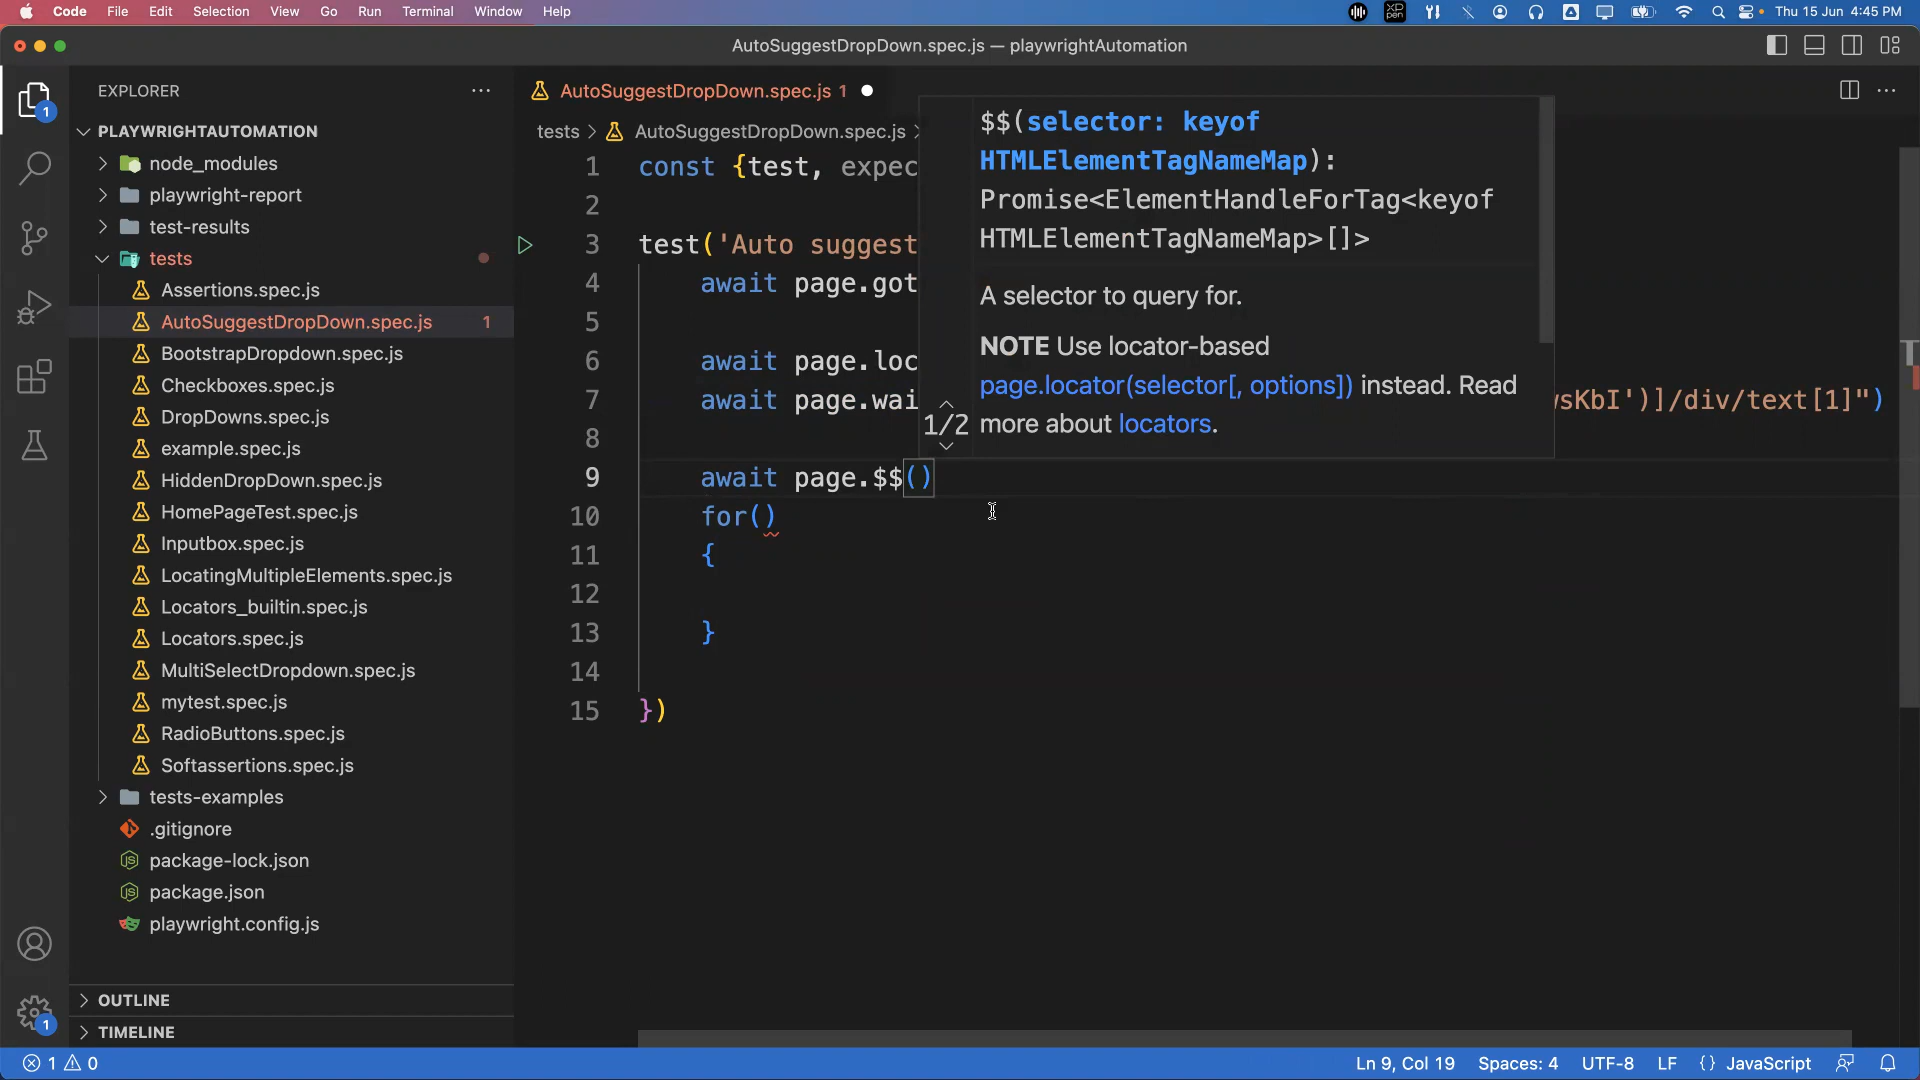 Code File Edit Selection View Go Run Terminal Window Help
XP pen
Thu 15 Jun 4:45 PM
AutoSuggestDropDown.spec.js — playwrightAutomation
EXPLORER
PLAYWRIGHTAUTOMATION
node_modules
playwright-report
test-results
tests
Assertions.spec.js
AutoSuggestDropDown.spec.js 1
BootstrapDropdown.spec.js
Checkboxes.spec.js
DropDowns.spec.js
example.spec.js
HiddenDropDown.spec.js
HomePageTest.spec.js
Inputbox.spec.js
LocatingMultipleElements.spec.js
Locators_builtin.spec.js
Locators.spec.js
MultiSelectDropdown.spec.js
mytest.spec.js
RadioButtons.spec.js
Softassertions.spec.js
tests-examples
.gitignore
package-lock.json
package.json
playwright.config.js
OUTLINE
TIMELINE
1
1
AutoSuggestDropDown.spec.js 1
tests > AutoSuggestDropDown.spec.js >
1 const {test, expec
2
3 test('Auto suggest
4 await page.got
5
6 await page.loc
7 await page.wai wsKbI')]/div/text[1]")
8
9 await page.$$()
10 for()
11 {
12
13 }
14
15 })
$$(selector: keyof
HTMLElementTagNameMap):
Promise<ElementHandleForTag<keyof
HTMLElementTagNameMap>[]>
A selector to query for.
NOTE Use locator-based
page.locator(selector[, options]) instead. Read
more about locators.
1/2
1 0
Ln 9, Col 19 Spaces: 4 UTF-8 LF {} JavaScript